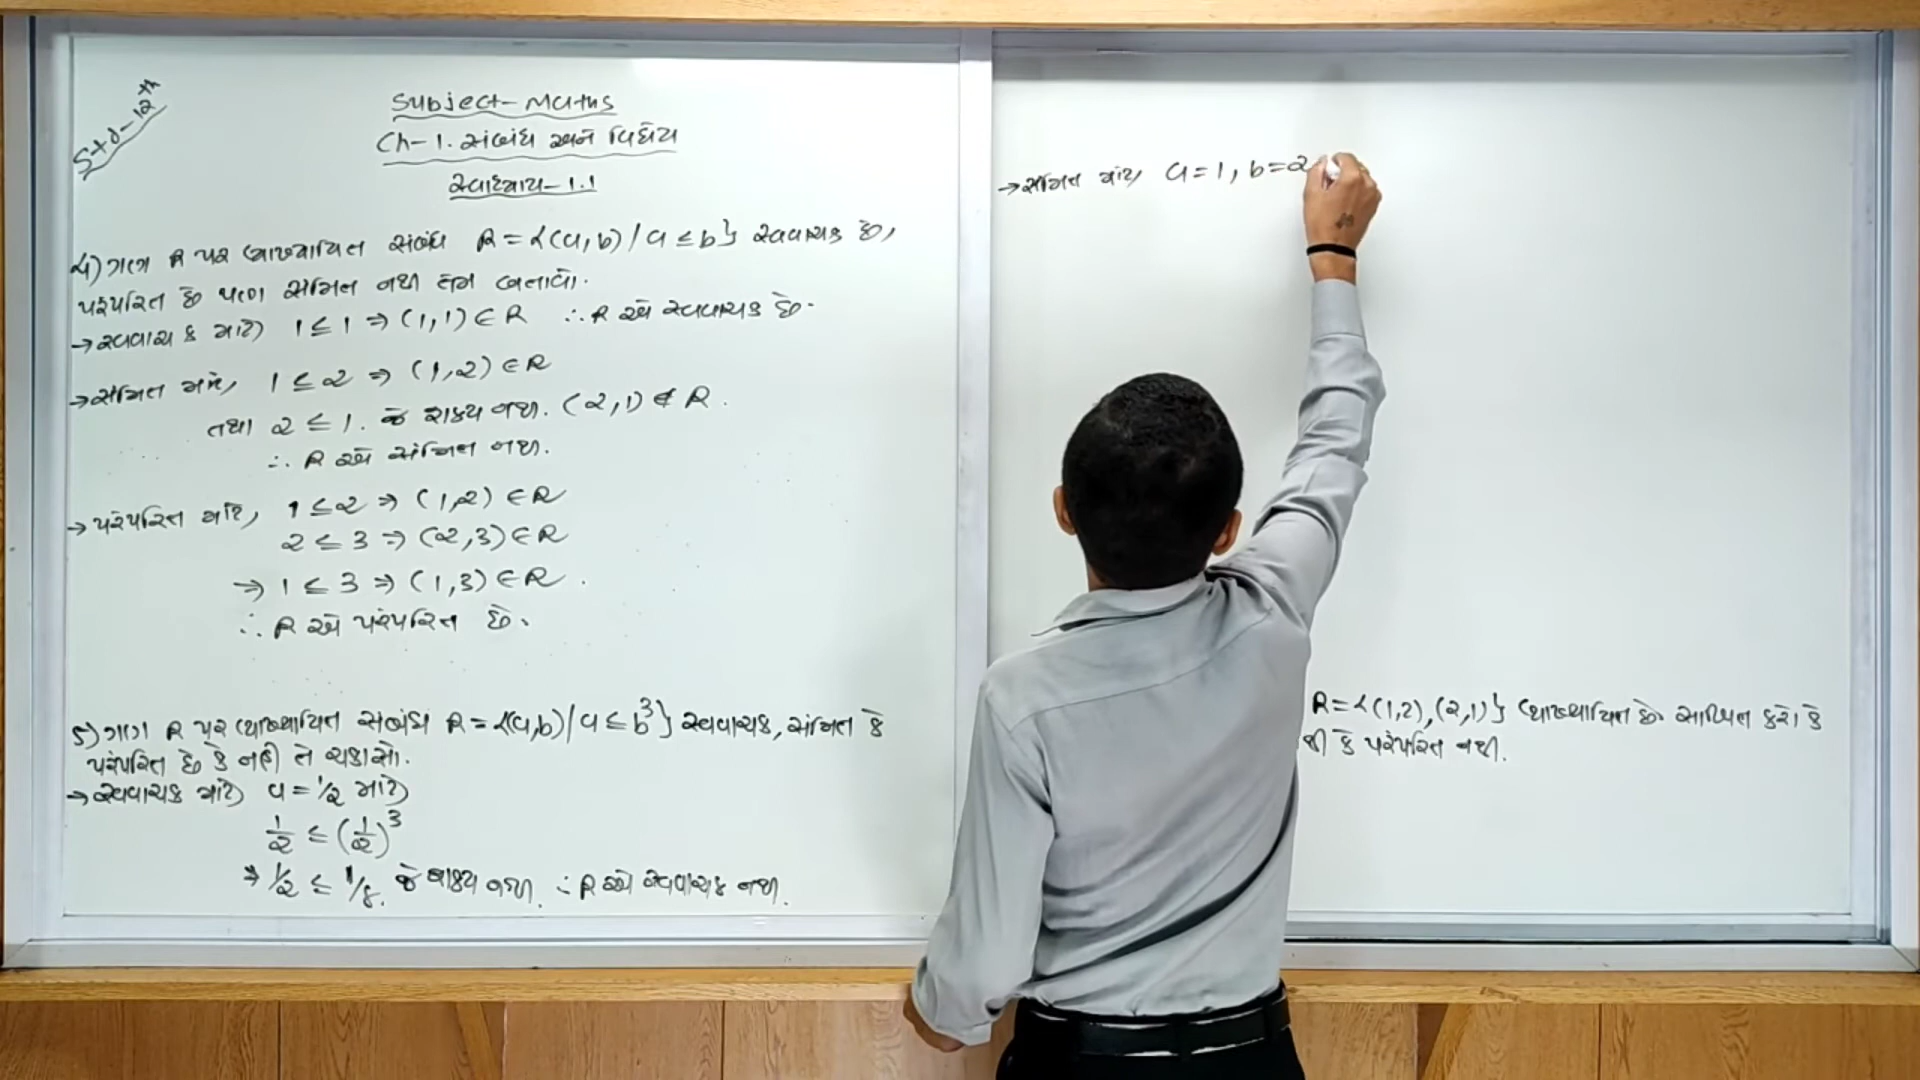 Std-12th
Subject-Maths
Ch-1. સંબંધ અને વિધેય
સ્વાધ્યાય-1.1
4) ગણ R પર વ્યાખ્યાયિત સંબંધ R = {(a, b) / a ≤ b} સ્વવાચક છે,
પરંપરિત છે પણ સંમિત નથી તેમ બતાવો.
→ સ્વવાચક માટે 1 ≤ 1 ⇒ (1,1) ∈ R ∴ R એ સ્વવાચક છે.
→ સંમિત માટે, 1 ≤ 2 ⇒ (1,2) ∈ R
તથા 2 ≤ 1. જે શક્ય નથી. (2,1) ∉ R.
∴ R એ સંમિત નથી.
→ પરંપરિત માટે, 1 ≤ 2 ⇒ (1,2) ∈ R
2 ≤ 3 ⇒ (2,3) ∈ R
→ 1 ≤ 3 ⇒ (1,3) ∈ R.
∴ R એ પરંપરિત છે.
5) ગણ R પર વ્યાખ્યાયિત સંબંધ R = {(a,b) / a ≤ b³} સ્વવાચક, સંમિત કે
પરંપરિત છે કે નહી તે ચકાસો.
→ સ્વવાચક માટે a = 1/2 માટે
1/2 ≤ (1/2)³
⇒ 1/2 ≤ 1/8. જે શક્ય નથી. ∴ R એ સ્વવાચક નથી.
→ સંમિત માટે, a = 1, b = 2
R = {(1,2), (2,1)} વ્યાખ્યાયિત છે. સાબિત કરો કે
કે પરંપરિત નથી.